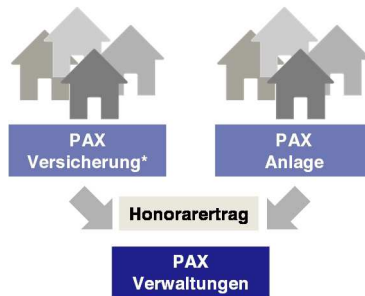 PAX
Versicherung*
PAX
Anlage
Honorarertrag
PAX
Verwaltungen